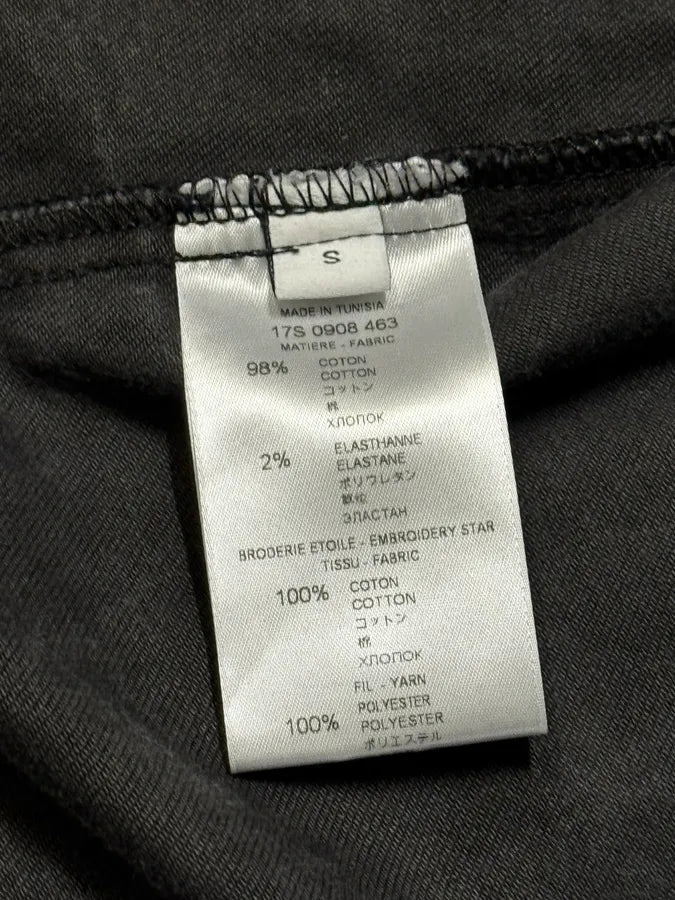 S
MADE IN TUNISIA
17S 0908 463
MATIERE - FABRIC
98% COTON
COTTON
コットン
棉
ХЛОПОК
2% ELASTHANNE
ELASTANE
ポリウレタン
ЭЛАСТАН
BRODERIE ETOILE - EMBROIDERY STAR
TISSU - FABRIC
100% COTON
COTTON
コットン
棉
ХЛОПОК
FIL - YARN
POLYESTER
100% POLYESTER
ポリエステル